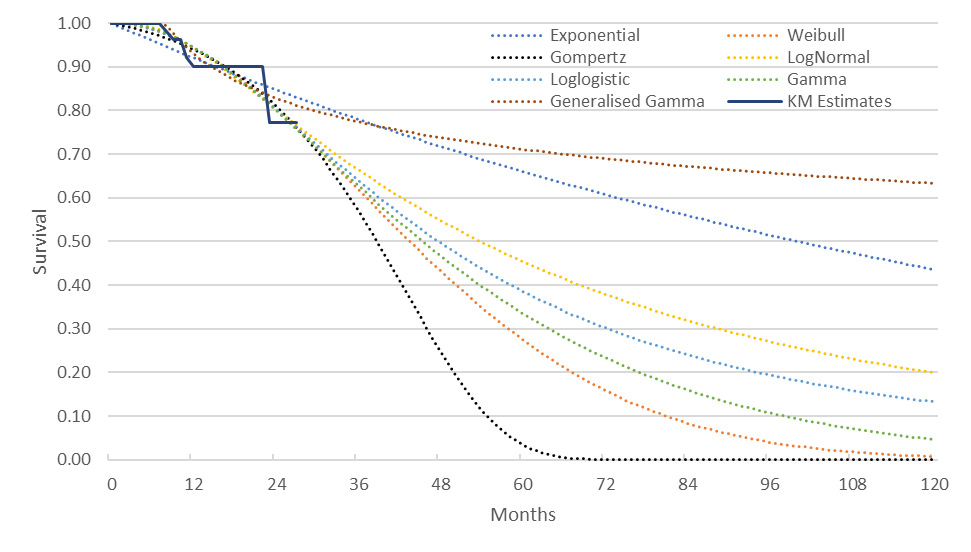 1.00
0.90
0.80
0.70
0.60
0.50
0.40
0.30
0.20
0.10
0.00
Survival
Exponential Weibull
Gompertz LogNormal
Loglogistic Gamma
Generalised Gamma KM Estimates
0 12 24 36 48 60 72 84 96 108 120
Months